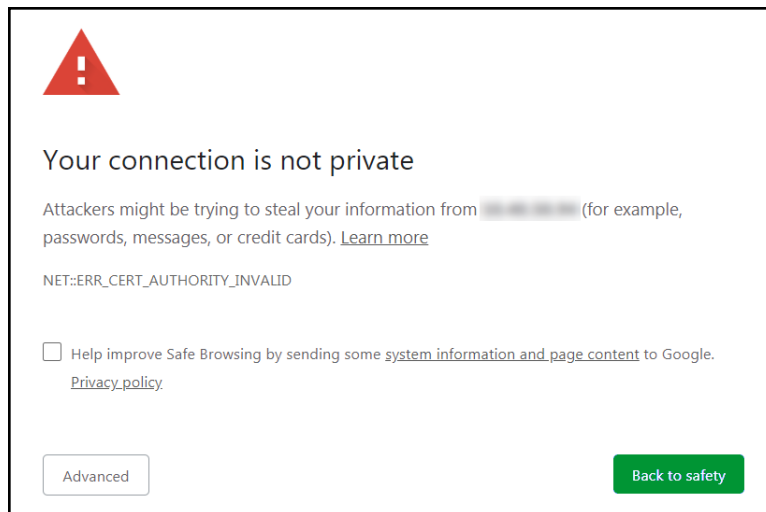 Your connection is not private
Attackers might be trying to steal your information from (for example,
passwords, messages, or credit cards). Learn more
NET::ERR_CERT_AUTHORITY_INVALID
Help improve Safe Browsing by sending some system information and page content to Google.
Privacy policy
Advanced
Back to safety